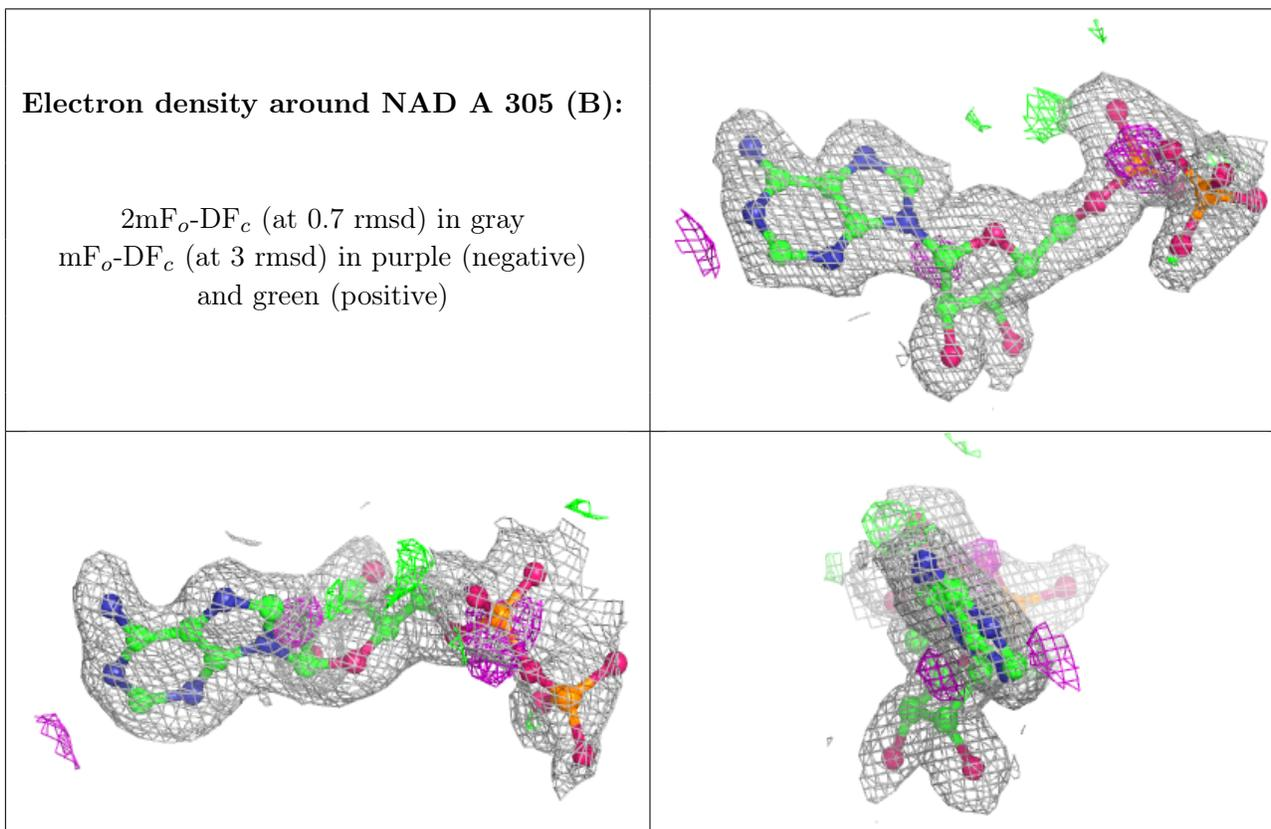 Electron density around NAD A 305 (B):
2mFo-DFc (at 0.7 rmsd) in gray
mFo-DFc (at 3 rmsd) in purple (negative)
and green (positive)